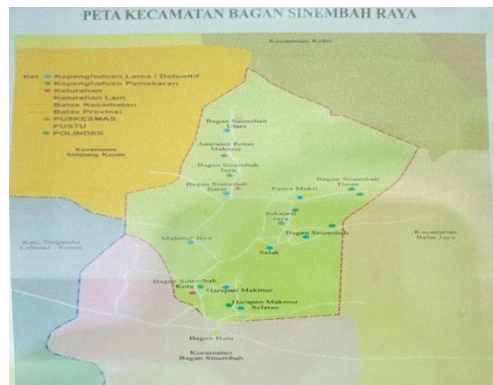 PETA KECAMATAN BAGAN SINEMBAH RAYA
Kecamatan Kubu
Ket.
Kepenghuluan Lama / Defenitif
Kepenghuluan Pemekaran
Kelurahan
Kelurahan Lain
Batas Kecamatan
Batas Provinsi
PUSKESMAS
PUSTU
POLINDES
Kecamatan
Simpang Kanan
Bagan Sinembah
Utara
Makmur
Bagan Sinembah
Jaya
Bagan Sinembah
Barat
Panca Mukti
Bagan Sinembah
Timur
Jaya
Bagan Sinembah
Makmur Jaya
Salak
Kecamatan
Balai Jaya
Bagan Sinembah
Kota
Harapan Makmur
Harapan Makmur
Selatan
Bagan Batu
Kecamatan
Bagan Sinembah